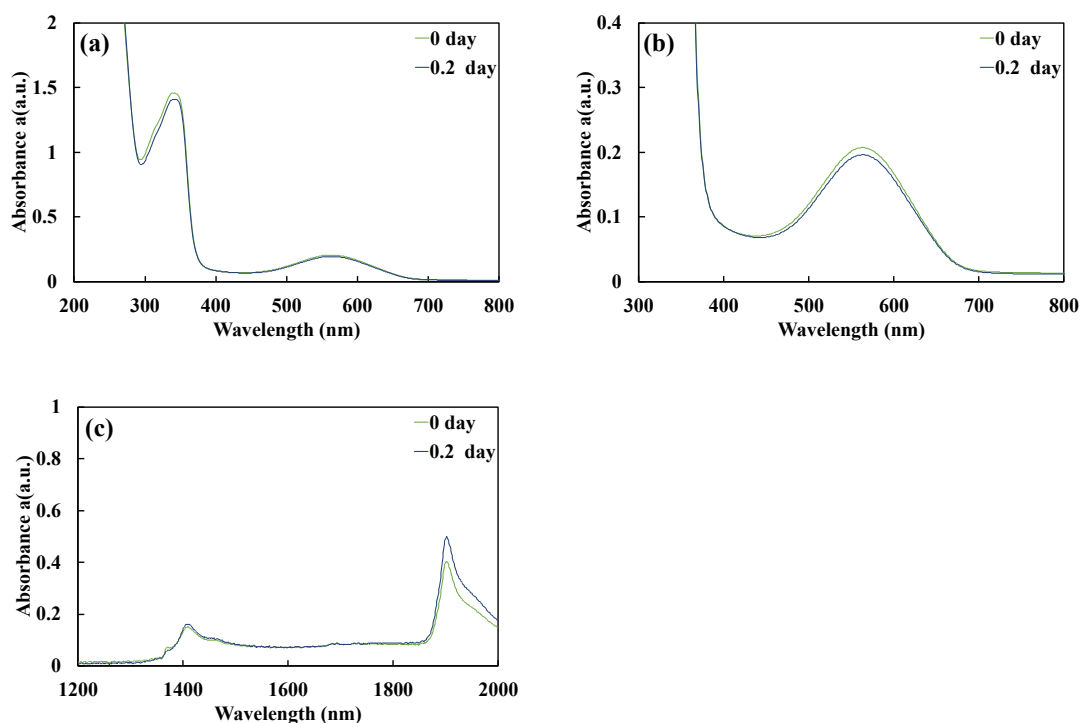 (a)
0 day
0.2 day
2
1.5
1
0.5
0
200 300 400 500 600 700 800
Absorbance a(a.u.)
Wavelength (nm)
(b)
0 day
0.2 day
0.4
0.3
0.2
0.1
0
300 400 500 600 700 800
Absorbance a(a.u.)
Wavelength (nm)
(c)
0 day
0.2 day
1
0.8
0.6
0.4
0.2
0
1200 1400 1600 1800 2000
Absorbance a(a.u.)
Wavelength (nm)